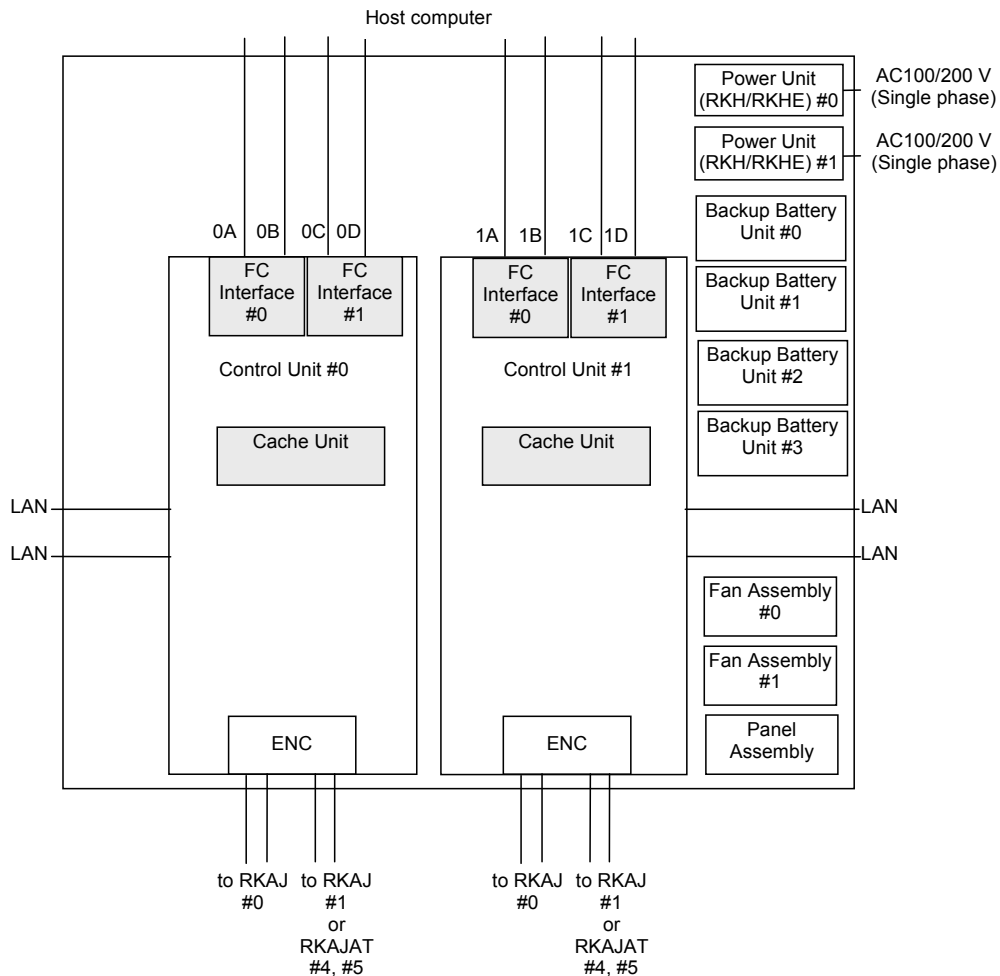 Host computer
Power Unit
(RKH/RKHE) #0
AC100/200 V
(Single phase)
Power Unit
(RKH/RKHE) #1
AC100/200 V
(Single phase)
Backup Battery
Unit #0
Backup Battery
Unit #1
Backup Battery
Unit #2
Backup Battery
Unit #3
0A 0B 0C 0D
1A 1B 1C 1D
FC
Interface
#0
FC
Interface
#1
FC
Interface
#0
FC
Interface
#1
Control Unit #0
Control Unit #1
Cache Unit
Cache Unit
LAN
LAN
LAN
LAN
Fan Assembly
#0
Fan Assembly
#1
Panel
Assembly
ENC
ENC
to RKAJ
#0
to RKAJ
#1
or
RKAJAT
#4, #5
to RKAJ
#0
to RKAJ
#1
or
RKAJAT
#4, #5